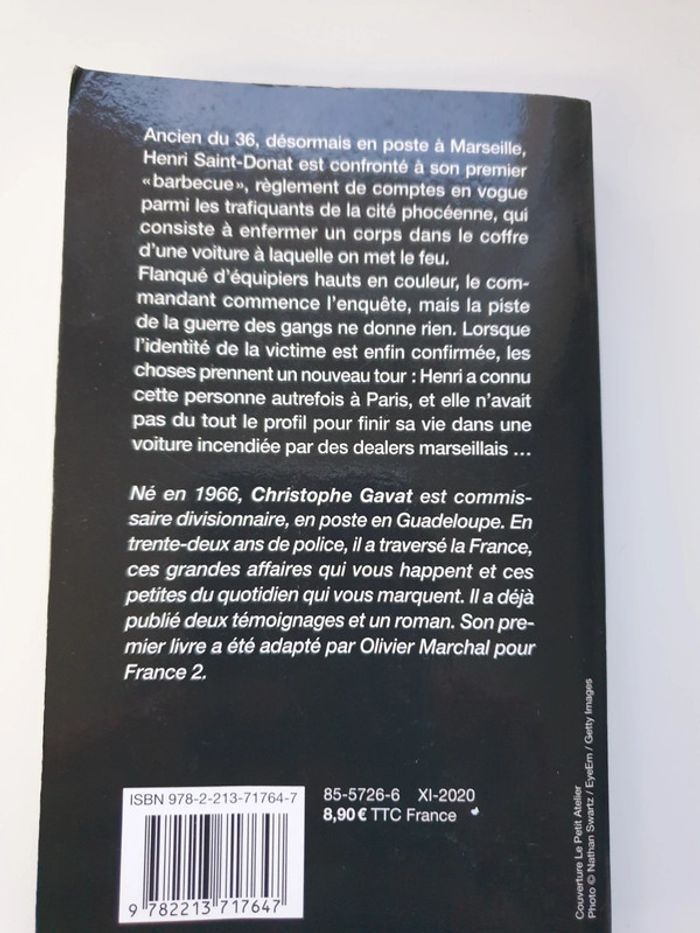 Ancien du 36, désormais en poste à Marseille,
Henri Saint-Donat est confronté à son premier
«barbecue», règlement de comptes en vogue
parmi les trafiquants de la cité phocéenne, qui
consiste à enfermer un corps dans le coffre
d'une voiture à laquelle on met le feu.
Flanqué d'équipiers hauts en couleur, le com-
mandant commence l'enquête, mais la piste
de la guerre des gangs ne donne rien. Lorsque
l'identité de la victime est enfin confirmée, les
choses prennent un nouveau tour : Henri a connu
cette personne autrefois à Paris, et elle n'avait
pas du tout le profil pour finir sa vie dans une
voiture incendiée par des dealers marseillais ...
Né en 1966, Christophe Gavat est commis-
saire divisionnaire, en poste en Guadeloupe. En
trente-deux ans de police, il a traversé la France,
ces grandes affaires qui vous happent et ces
petites du quotidien qui vous marquent. Il a déjà
publié deux témoignages et un roman. Son pre-
mier livre a été adapté par Olivier Marchal pour
France 2.
ISBN 978-2-213-71764-7
9 782213 717647
85-5726-6 XI-2020
8,90 € TTC France
Couverture Le Petit Atelier
Photo © Nathan Swartz / EyeEm / Getty Images